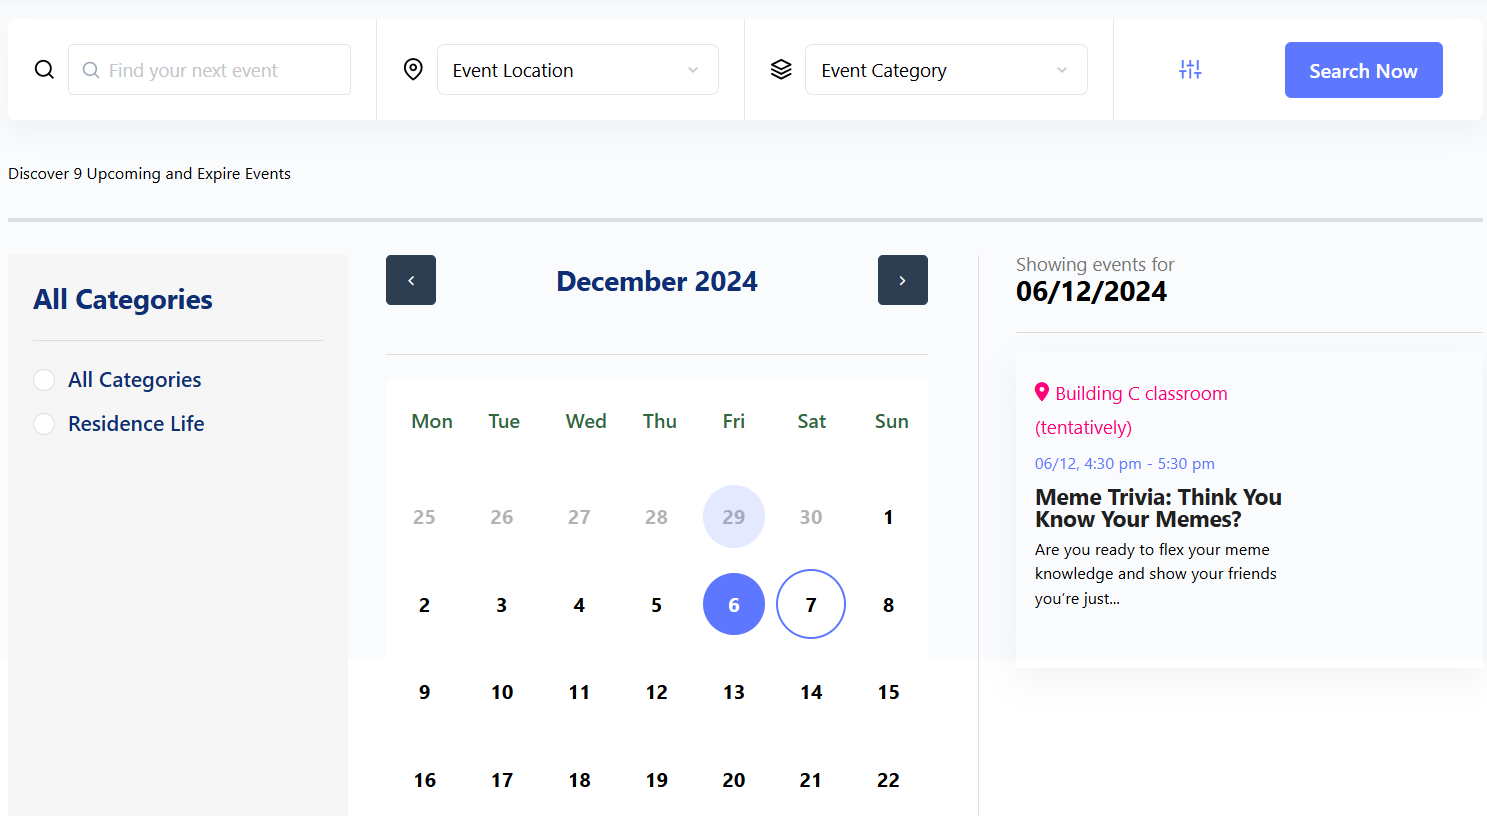 Find your next event
Event Location
Event Category
Search Now
Discover 9 Upcoming and Expire Events
All Categories
All Categories
Residence Life
December 2024
Mon Tue Wed Thu Fri Sat Sun
25 26 27 28 29 30 1
2 3 4 5 6 7 8
9 10 11 12 13 14 15
16 17 18 19 20 21 22
Showing events for
06/12/2024
Building C classroom
(tentatively)
06/12, 4:30 pm - 5:30 pm
Meme Trivia: Think You
Know Your Memes?
Are you ready to flex your meme
knowledge and show your friends
you’re just...